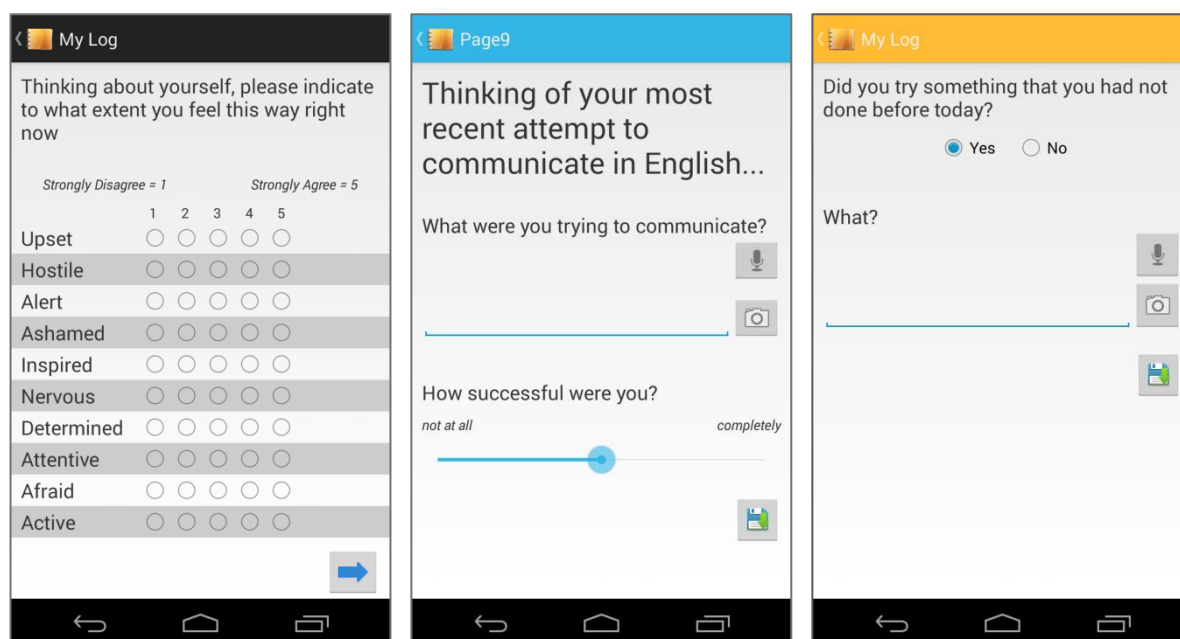 My Log
Thinking about yourself, please indicate
to what extent you feel this way right
now
Strongly Disagree = 1 Strongly Agree = 5
1 2 3 4 5
Upset
Hostile
Alert
Ashamed
Inspired
Nervous
Determined
Attentive
Afraid
Active
Page9
Thinking of your most
recent attempt to
communicate in English...
What were you trying to communicate?
How successful were you?
not at all completely
My Log
Did you try something that you had not
done before today?
Yes No
What?